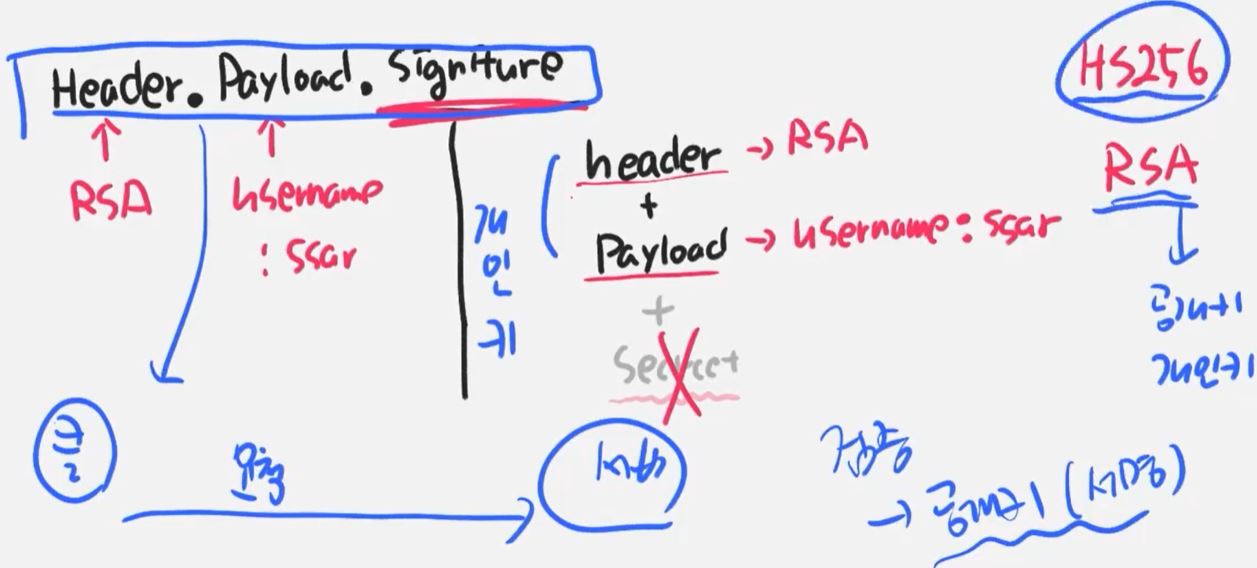 Header. Payload. Signiture
HS256
RSA
username
: ssar
개인키
header → RSA
+
Payload → username: ssar
+
Secret
RSA
공개키
개인키
클
요청
서버
검증
→ 공개키 (서명)